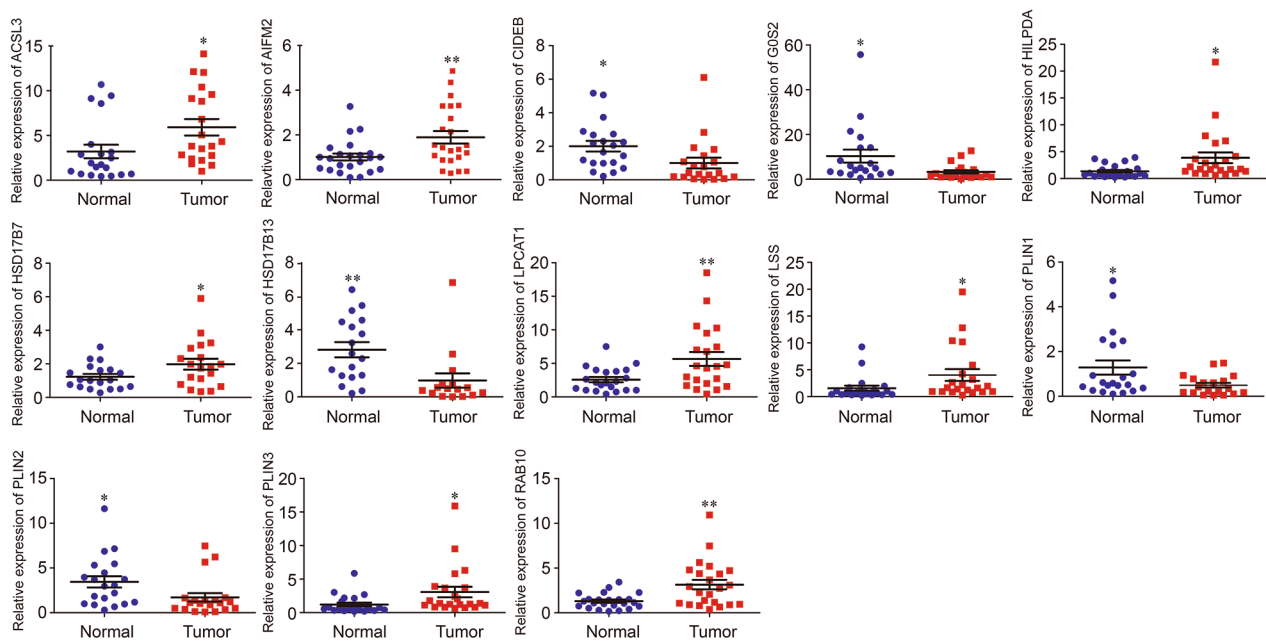 Relative expression of ACSL3
15
10
5
0
*
Normal
Tumor
Relavitie expression of AIFM2
6
4
2
0
**
Normal
Tumor
Relative expression of CIDEB
8
6
4
2
0
*
Normal
Tumor
Relative expression of G0S2
60
40
20
0
*
Normal
Tumor
Relative expression of HILPDA
25
20
15
10
5
0
*
Normal
Tumor
Relative expression of HSD17B7
8
6
4
2
0
*
Normal
Tumor
Relative expression of HSD17B13
8
6
4
2
0
**
Normal
Tumor
Relative expression of LPCAT1
20
15
10
5
0
**
Normal
Tumor
Relative expression of LSS
25
20
15
10
5
0
*
Normal
Tumor
Relative expression of PLIN1
6
4
2
0
*
Normal
Tumor
Relative expression of PLIN2
15
10
5
0
*
Normal
Tumor
Relative expression of PLIN3
20
15
10
5
0
*
Normal
Tumor
Relative expression of RAB10
15
10
5
0
**
Normal
Tumor